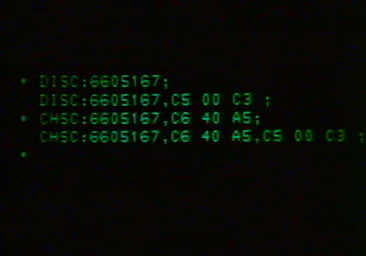 * DISC:6605167;
DISC:6605167,C5 00 C3 ;
* CHSC:6605167,C6 40 A5;
CHSC:6605167,C6 40 A5,C5 00 C3 ;
*